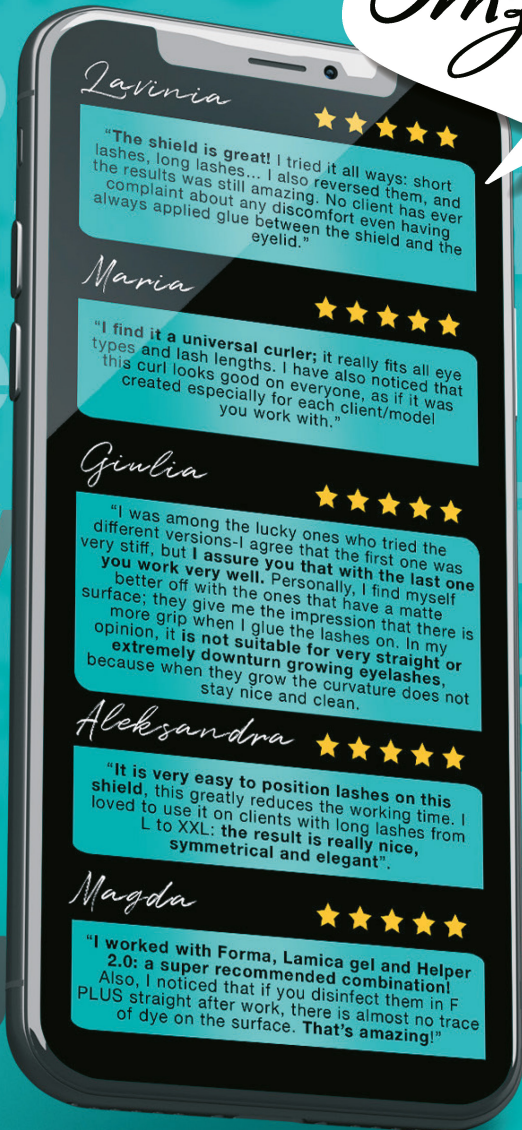 Omg
Lavinia
“The shield is great! I tried it all ways: short
lashes, long lashes... I also reversed them, and
the results was still amazing. No client has ever
complaint about any discomfort even having
always applied glue between the shield and the
eyelid.”
Maria
“I find it a universal curler; it really fits all eye
types and lash lengths. I have also noticed that
this curl looks good on everyone, as if it was
created especially for each client/model
you work with.”
Giulia
“I was among the lucky ones who tried the
different versions-I agree that the first one was
very stiff, but I assure you that with the last one
you work very well. Personally, I find myself
better off with the ones that have a matte
surface; they give me the impression that there is
more grip when I glue the lashes on. In my
opinion, it is not suitable for very straight or
extremely downturn growing eyelashes,
because when they grow the curvature does not
stay nice and clean.
Aleksandra
“It is very easy to position lashes on this
shield, this greatly reduces the working time. I
loved to use it on clients with long lashes from
L to XXL: the result is really nice,
symmetrical and elegant”.
Magda
“I worked with Forma, Lamica gel and Helper
2.0: a super recommended combination!
Also, I noticed that if you disinfect them in F
PLUS straight after work, there is almost no trace
of dye on the surface. That's amazing!”